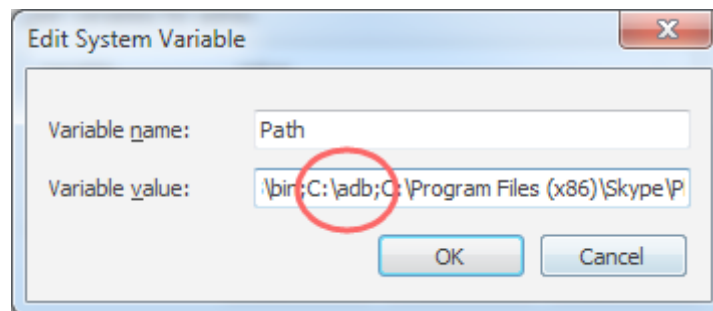 Edit System Variable
Variable name: Path
Variable value: \bin;C:\adb;C:\Program Files (x86)\Skype\P
OK Cancel